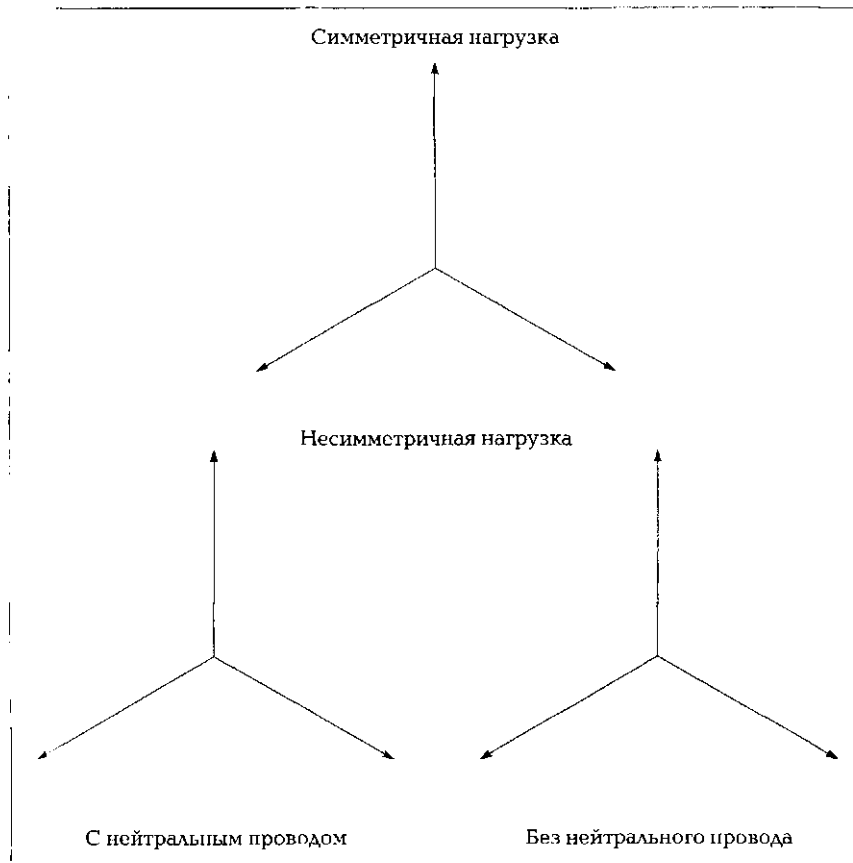 Симметричная нагрузка
Несимметричная нагрузка
С нейтральным проводом
Без нейтрального провода